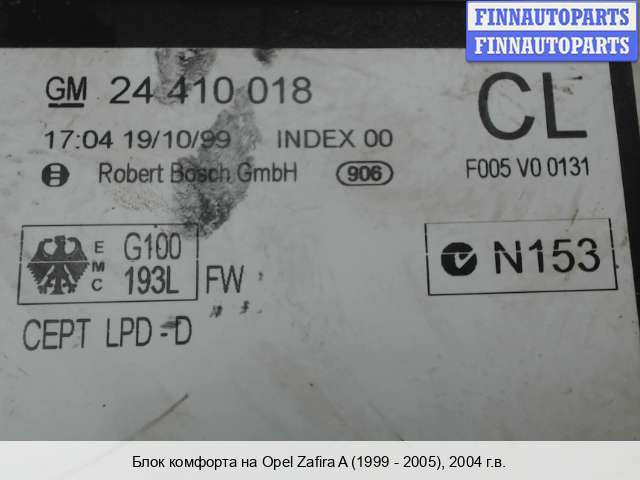 FINNAUTOPARTS
FINNAUTOPARTS
GM 24 410 018
CL
17:04 19/10/99 INDEX 00
Robert Bosch GmbH 906
F005 V0 0131
EMC G100
193L FW
N153
CEPT LPD-D
Блок комфорта на Opel Zafira A (1999 - 2005), 2004 г.в.